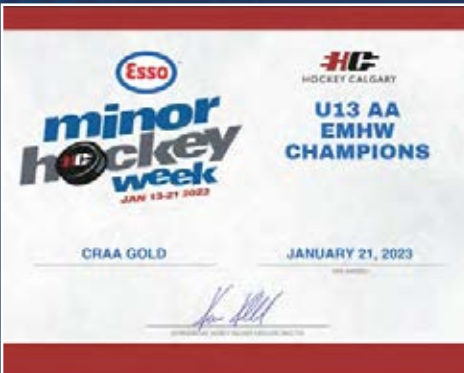 Esso
minor
hockey
week
JAN 13-21 2023
HC
HOCKEY CALGARY
U13 AA
EMHW
CHAMPIONS
CRAA GOLD
JANUARY 21, 2023